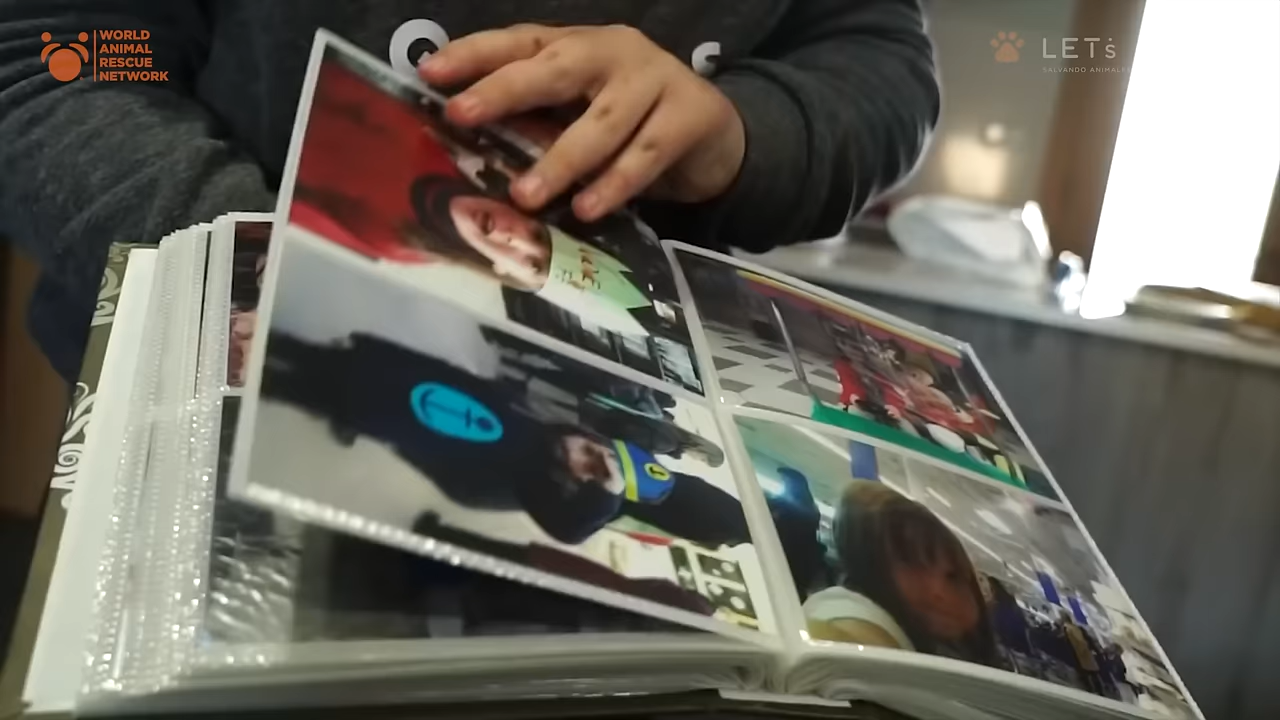 WORLD
ANIMAL
RESCUE
NETWORK
LETs
SALVANDO ANIMALES